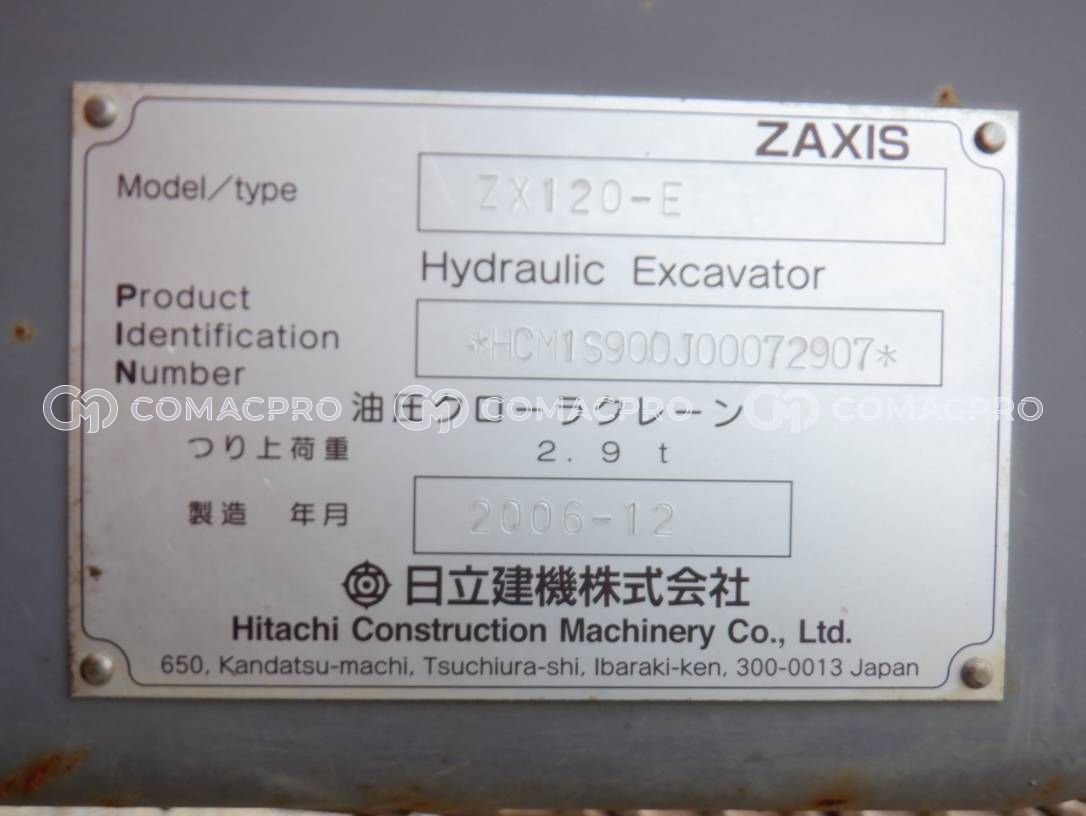 ZAXIS
Model/type ZX120-E
Hydraulic Excavator
Product
Identification
Number
*HCM1S900J00072907*
油圧クローラクレーン
COMACPRO COMACPRO COMACPRO
つり上荷重 2.9 t
製造 年月 2006-12
日立建機株式会社
Hitachi Construction Machinery Co., Ltd.
650, Kandatsu-machi, Tsuchiura-shi, Ibaraki-ken, 300-0013 Japan